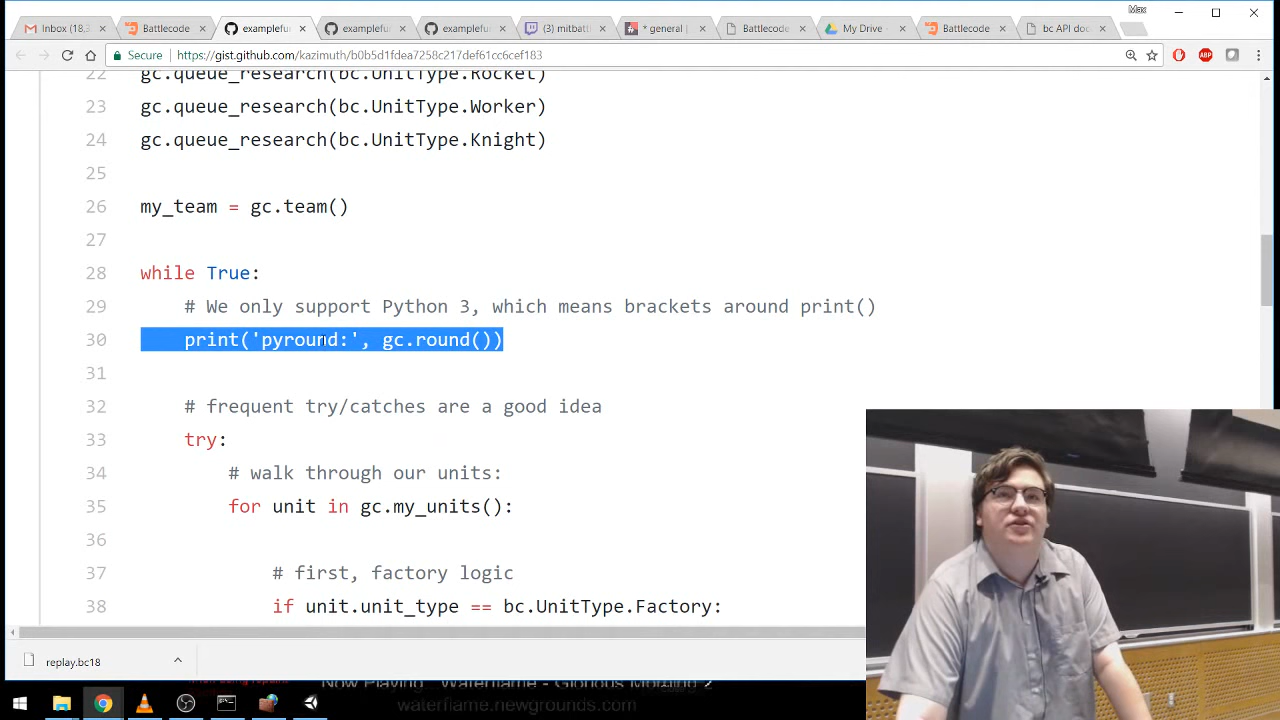 Max
Inbox (18,3
Battlecode
examplefur
examplefu
examplefu
(3) mitbattl
* general |
Battlecode
My Drive
Battlecode
bc API doc
Secure https://gist.github.com/kazimuth/b0b5d1fdea7258c217def61cc6cef183
22 gc.queue_research(bc.UnitType.Rocket)
23 gc.queue_research(bc.UnitType.Worker)
24 gc.queue_research(bc.UnitType.Knight)
25
26 my_team = gc.team()
27
28 while True:
29 # We only support Python 3, which means brackets around print()
30 print('pyround:', gc.round())
31
32 # frequent try/catches are a good idea
33 try:
34 # walk through our units:
35 for unit in gc.my_units():
36
37 # first, factory logic
38 if unit.unit_type == bc.UnitType.Factory:
replay.bc18
Now Playing: Waterflame - Glorious Morning 2
waterflame.newgrounds.com